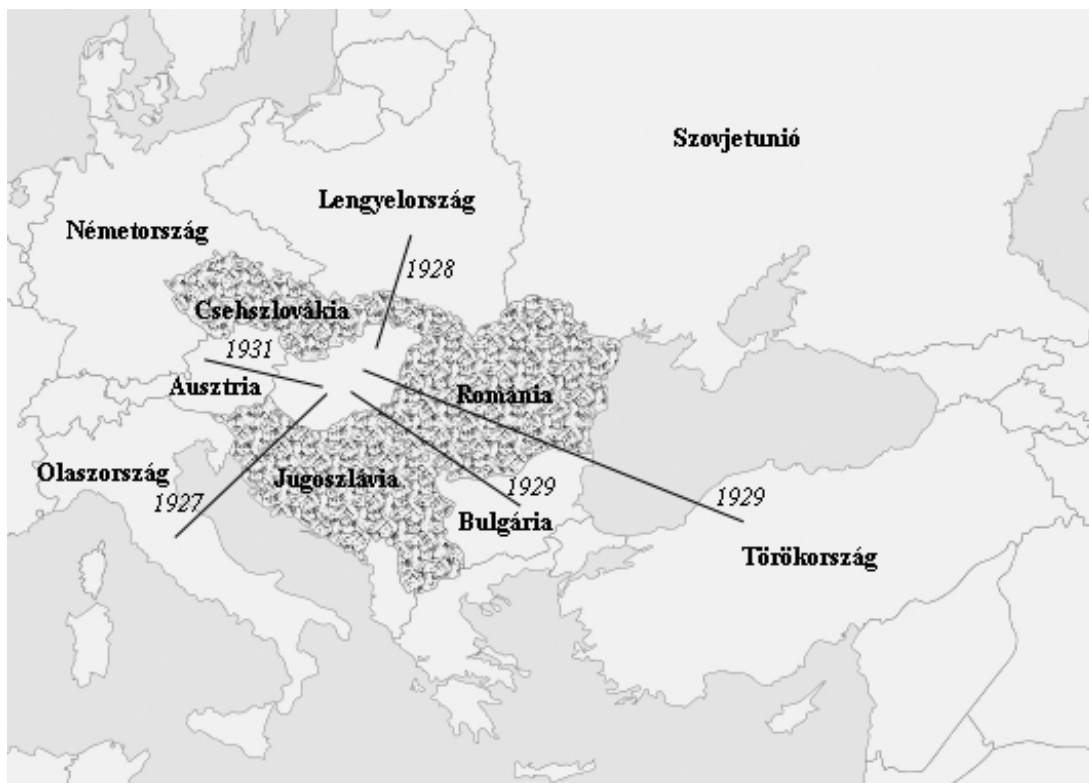 Szovjetunió
Lengyelország
Németország
1928
Csehszlovákia
1931
Ausztria
Románia
Olaszország
Jugoszlávia
1927
1929
1929
Bulgária
Törökország